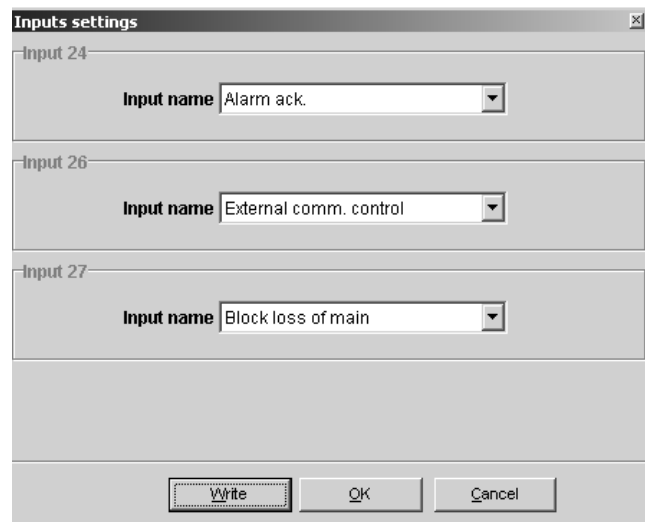 Inputs settings
Input 24
Input name Alarm ack.
Input 26
Input name External comm. control
Input 27
Input name Block loss of main
Write OK Cancel